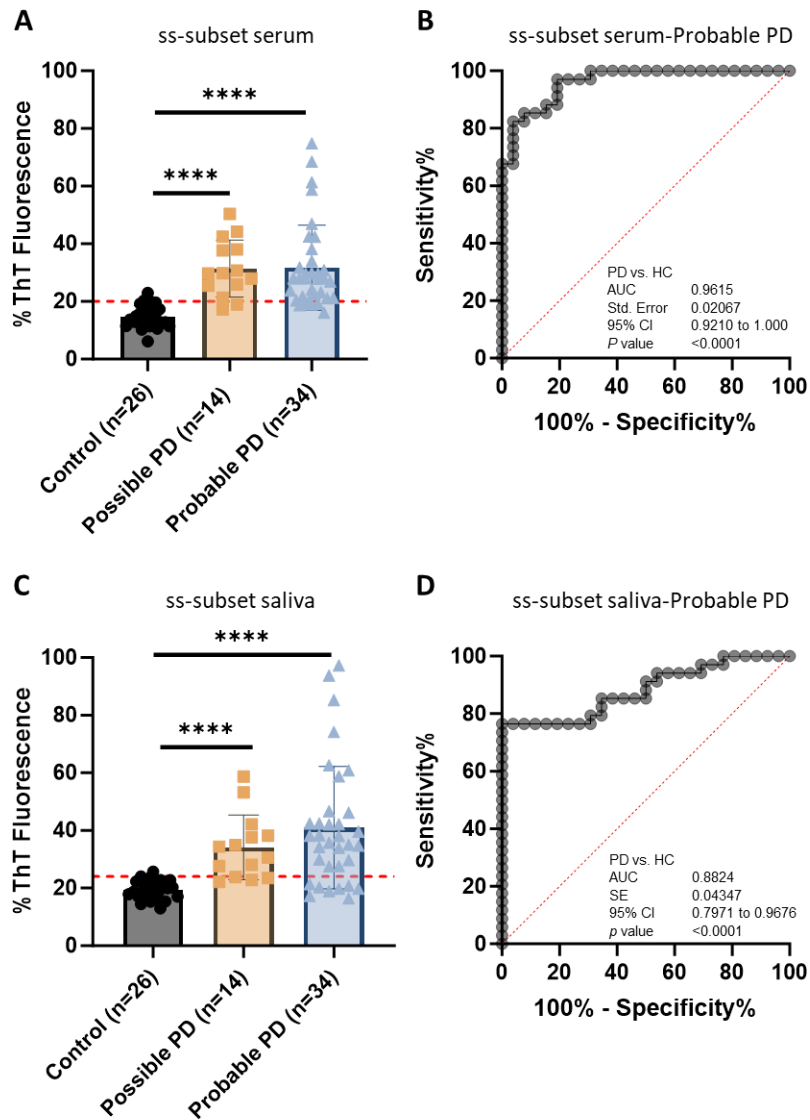 A
ss-subset serum
% ThT Fluorescence
100
80
60
40
20
0
****
****
Control (n=26)
Possible PD (n=14)
Probable PD (n=34)
B
ss-subset serum-Probable PD
Sensitivity%
100
80
60
40
20
0
PD vs. HC
AUC 0.9615
Std. Error 0.02067
95% CI 0.9210 to 1.000
P value <0.0001
0 20 40 60 80 100
100% - Specificity%
C
ss-subset saliva
% ThT Fluorescence
100
80
60
40
20
0
****
****
Control (n=26)
Possible PD (n=14)
Probable PD (n=34)
D
ss-subset saliva-Probable PD
Sensitivity%
100
80
60
40
20
0
PD vs. HC
AUC 0.8824
SE 0.04347
95% CI 0.7971 to 0.9676
p value <0.0001
0 20 40 60 80 100
100% - Specificity%